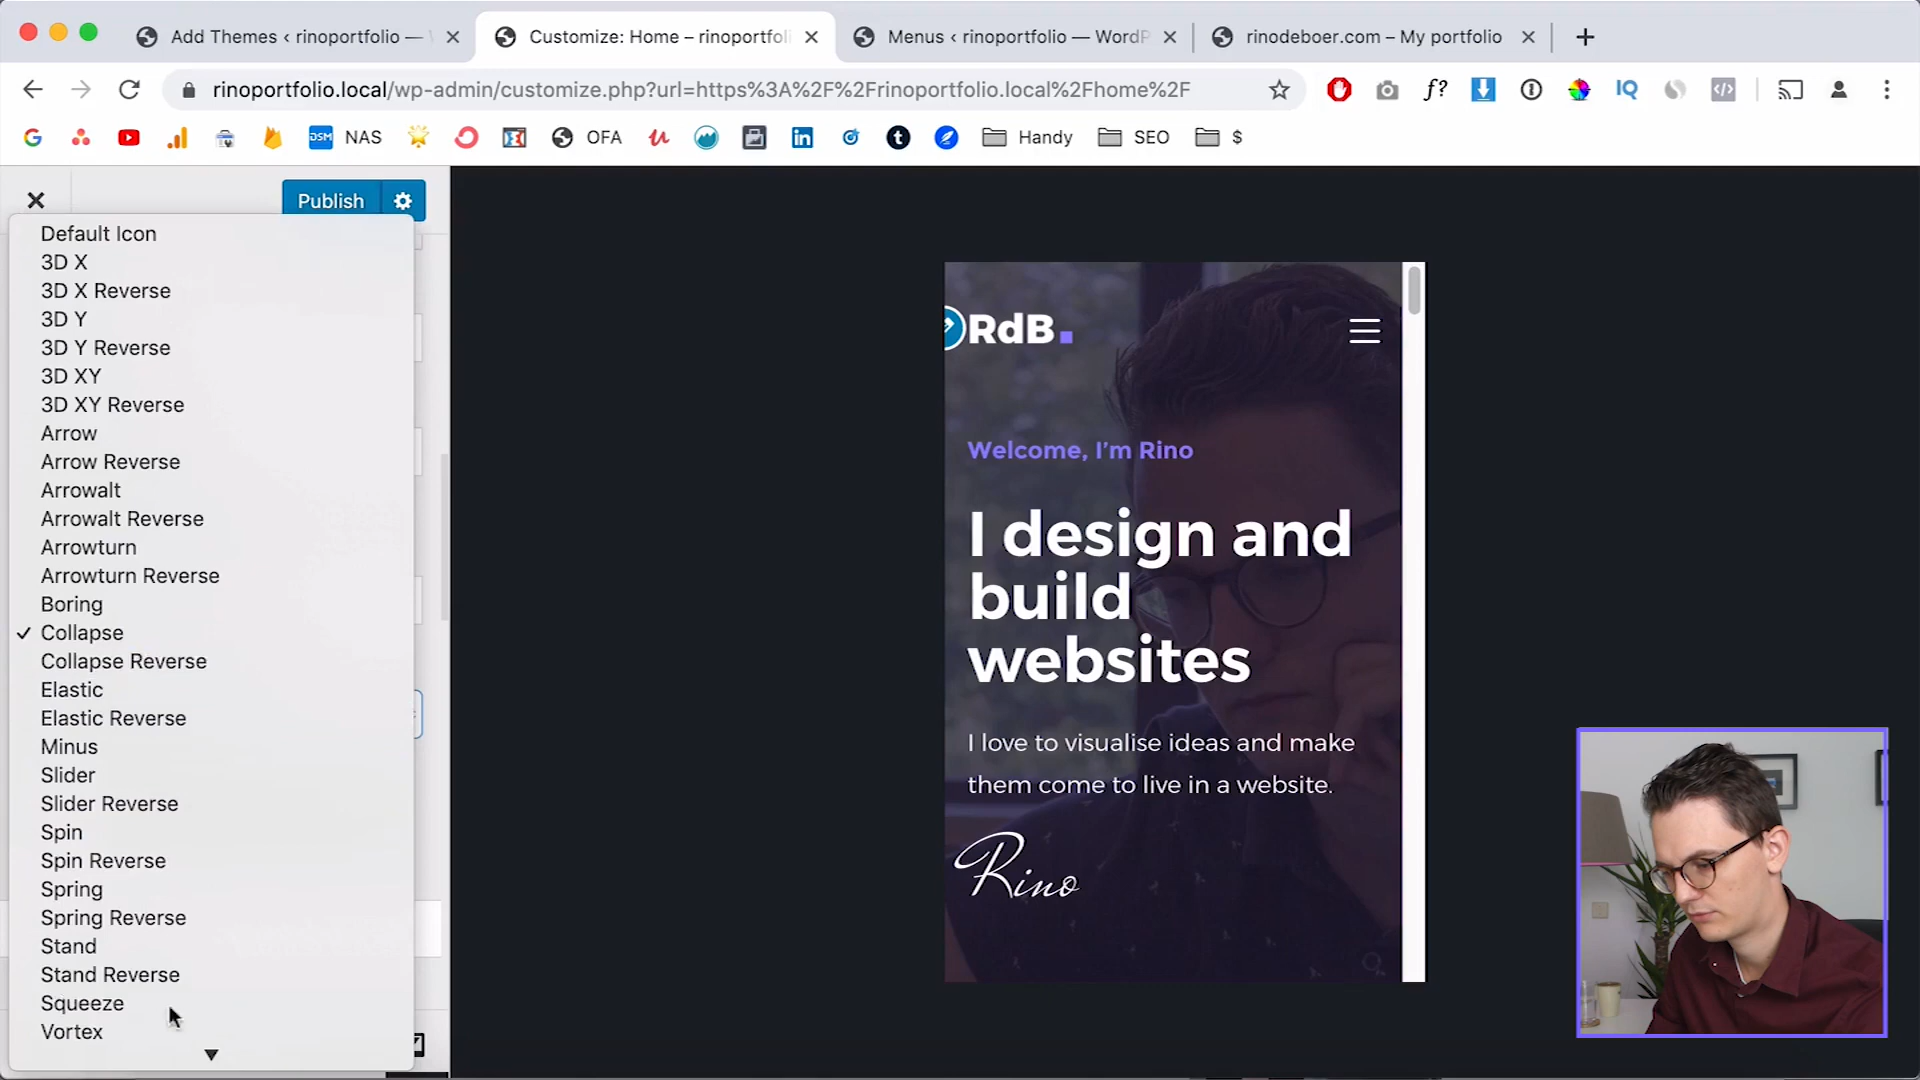 Add Themes ‹ rinoportfolio —
Customize: Home – rinoportfoli
Menus ‹ rinoportfolio — WordP
rinodeboer.com – My portfolio
rinoportfolio.local/wp-admin/customize.php?url=https%3A%2F%2Frinoportfolio.local%2Fhome%2F
f?
IQ
DSM NAS
OFA
Handy
SEO
$
Publish
Default Icon
3D X
3D X Reverse
3D Y
3D Y Reverse
3D XY
3D XY Reverse
Arrow
Arrow Reverse
Arrowalt
Arrowalt Reverse
Arrowturn
Arrowturn Reverse
Boring
Collapse
Collapse Reverse
Elastic
Elastic Reverse
Minus
Slider
Slider Reverse
Spin
Spin Reverse
Spring
Spring Reverse
Stand
Stand Reverse
Squeeze
Vortex
RdB.
Welcome, I'm Rino
I design and
build
websites
I love to visualise ideas and make
them come to live in a website.
Rino